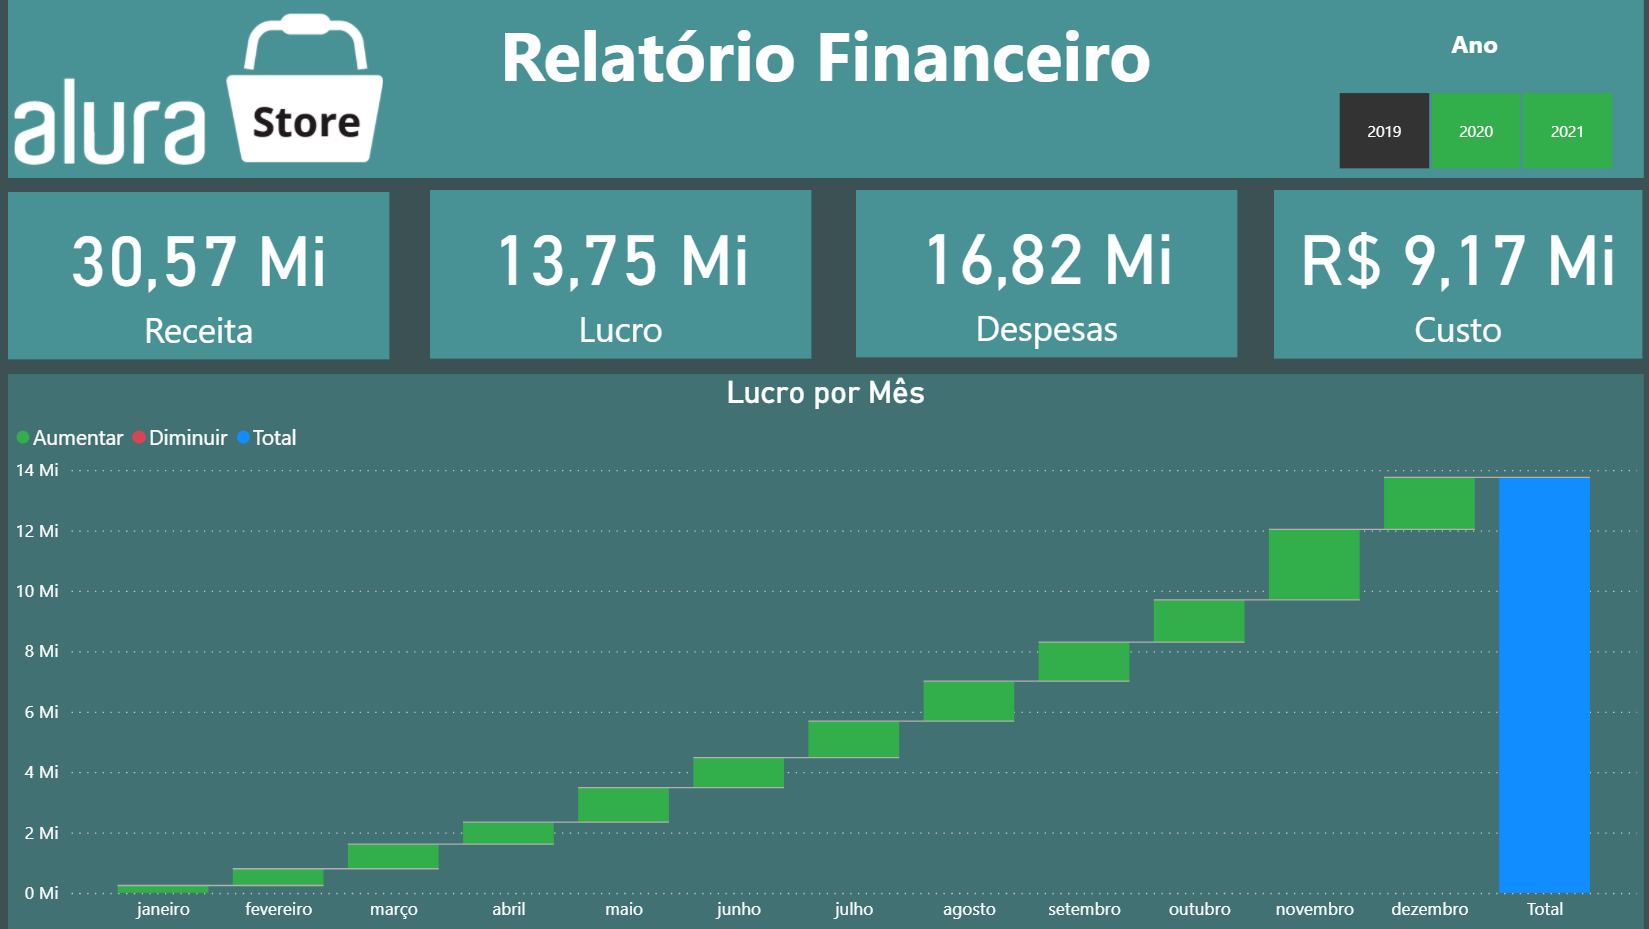 alura
Store
Relatório Financeiro
Ano
2019
2020
2021
30,57 Mi
Receita
13,75 Mi
Lucro
16,82 Mi
Despesas
R$ 9,17 Mi
Custo
Lucro por Mês
Aumentar Diminuir Total
14 Mi
12 Mi
10 Mi
8 Mi
6 Mi
4 Mi
2 Mi
0 Mi
janeiro fevereiro março abril maio junho julho agosto setembro outubro novembro dezembro Total